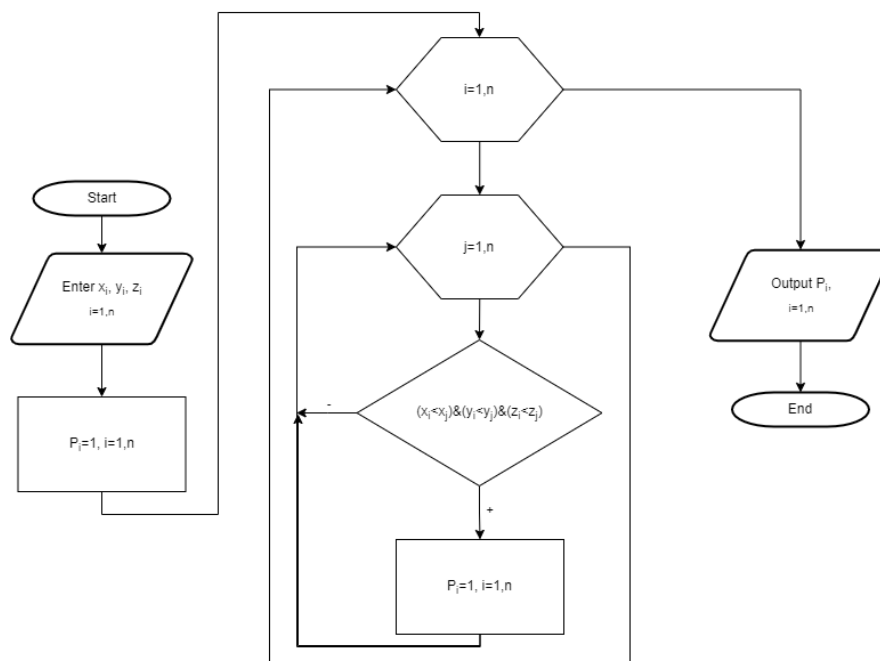 Start
Enter xᵢ, yᵢ, zᵢ
i=1,n
Pᵢ=1, i=1,n
i=1,n
j=1,n
(xᵢ<xⱼ)&(yᵢ<yⱼ)&(zᵢ<zⱼ)
-
+
Pᵢ=1, i=1,n
Output Pᵢ,
i=1,n
End